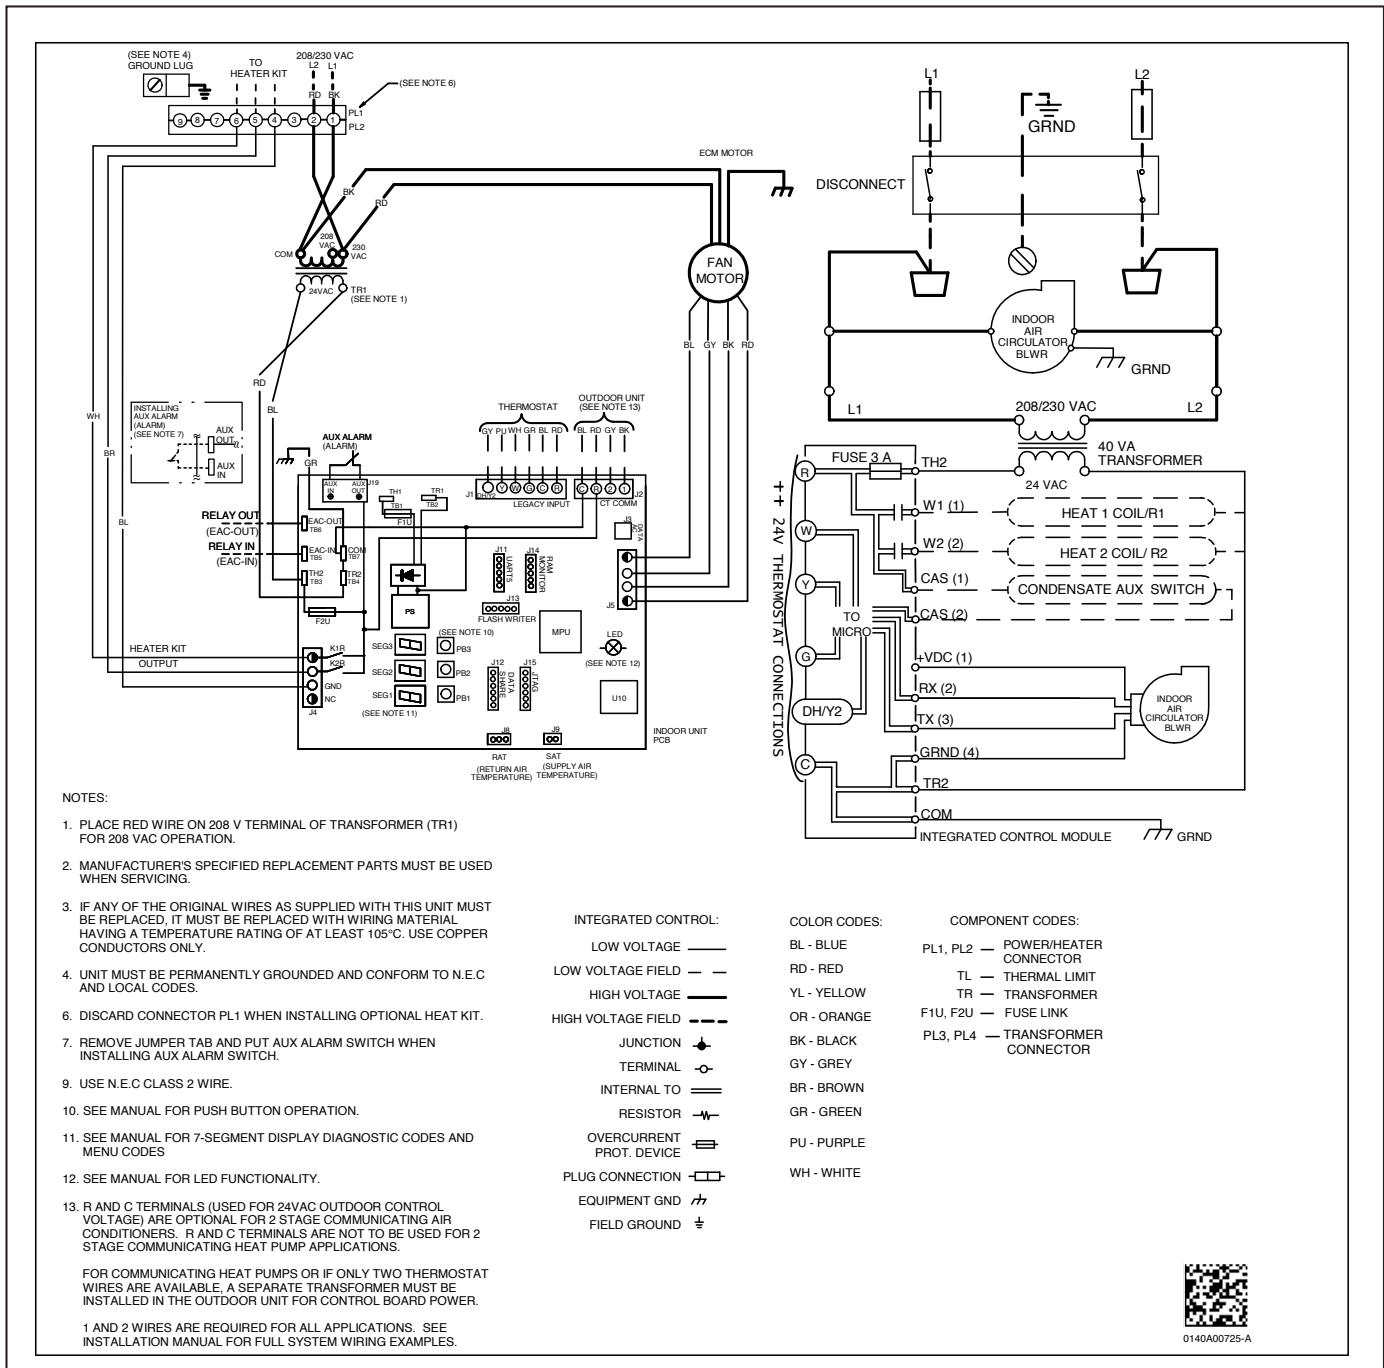 (SEE NOTE 4)
GROUND LUG
TO
HEATER KIT
208/230 VAC
L2 L1
RD BK
(SEE NOTE 6)
9 8 7 6 5 4 3 2 1
PL1
PL2
ECM MOTOR
BK
RD
COM
208
VAC
230
VAC
24VAC
TR1
(SEE NOTE 1)
FAN
MOTOR
BL GY BK RD
RD
BL
WH
BR
BL
INSTALLING
AUX ALARM
(ALARM)
(SEE NOTE 7)
AUX
OUT
AUX
IN
AUX ALARM
(ALARM)
GR
THERMOSTAT
GY PU WH GR BL RD
OUTDOOR UNIT
(SEE NOTE 13)
BL RD GY BK
AUX
IN
AUX
OUT
J19
TH1
TB1
F1U
TR1
TB2
J1
DH/Y2
Y W G C R
LEGACY INPUT
C R 2 1
J2
CT COMM
RELAY OUT
(EAC-OUT)
RELAY IN
(EAC-IN)
EAC-OUT
TB6
EAC-IN
TB5
COM
TB7
TH2
TB3
TR2
TB4
F2U
PS
J11
UART5
J14
RAM
MONITOR
J13
FLASH WRITER
J3
DATA
J5
MPU
LED
(SEE NOTE 12)
(SEE NOTE 10)
SEG3
PB3
SEG2
PB2
SEG1
PB1
(SEE NOTE 11)
J12
DATA
SHARE
J15
JTAG
U10
HEATER KIT
OUTPUT
K1R
K2R
GND
NC
J4
J8
RAT
(RETURN AIR
TEMPERATURE)
J9
SAT
(SUPPLY AIR
TEMPERATURE)
INDOOR UNIT
PCB
L1
L2
GRND
DISCONNECT
INDOOR
AIR
CIRCULATOR
BLWR
GRND
L1
208/230 VAC
L2
40 VA
TRANSFORMER
24 VAC
FUSE 3 A
TH2
R
W
Y
G
DH/Y2
C
++ 24V THERMOSTAT CONNECTIONS
TO
MICRO
W1 (1)
HEAT 1 COIL/R1
W2 (2)
HEAT 2 COIL/ R2
CAS (1)
CONDENSATE AUX SWITCH
CAS (2)
+VDC (1)
RX (2)
TX (3)
GRND (4)
TR2
COM
INDOOR
AIR
CIRCULATOR
BLWR
INTEGRATED CONTROL MODULE
GRND
NOTES:
1. PLACE RED WIRE ON 208 V TERMINAL OF TRANSFORMER (TR1)
FOR 208 VAC OPERATION.
2. MANUFACTURER'S SPECIFIED REPLACEMENT PARTS MUST BE USED
WHEN SERVICING.
3. IF ANY OF THE ORIGINAL WIRES AS SUPPLIED WITH THIS UNIT MUST
BE REPLACED, IT MUST BE REPLACED WITH WIRING MATERIAL
HAVING A TEMPERATURE RATING OF AT LEAST 105°C. USE COPPER
CONDUCTORS ONLY.
4. UNIT MUST BE PERMANENTLY GROUNDED AND CONFORM TO N.E.C
AND LOCAL CODES.
6. DISCARD CONNECTOR PL1 WHEN INSTALLING OPTIONAL HEAT KIT.
7. REMOVE JUMPER TAB AND PUT AUX ALARM SWITCH WHEN
INSTALLING AUX ALARM SWITCH.
9. USE N.E.C CLASS 2 WIRE.
10. SEE MANUAL FOR PUSH BUTTON OPERATION.
11. SEE MANUAL FOR 7-SEGMENT DISPLAY DIAGNOSTIC CODES AND
MENU CODES
12. SEE MANUAL FOR LED FUNCTIONALITY.
13. R AND C TERMINALS (USED FOR 24VAC OUTDOOR CONTROL
VOLTAGE) ARE OPTIONAL FOR 2 STAGE COMMUNICATING AIR
CONDITIONERS. R AND C TERMINALS ARE NOT TO BE USED FOR 2
STAGE COMMUNICATING HEAT PUMP APPLICATIONS.
FOR COMMUNICATING HEAT PUMPS OR IF ONLY TWO THERMOSTAT
WIRES ARE AVAILABLE, A SEPARATE TRANSFORMER MUST BE
INSTALLED IN THE OUTDOOR UNIT FOR CONTROL BOARD POWER.
1 AND 2 WIRES ARE REQUIRED FOR ALL APPLICATIONS. SEE
INSTALLATION MANUAL FOR FULL SYSTEM WIRING EXAMPLES.
INTEGRATED CONTROL:
LOW VOLTAGE
LOW VOLTAGE FIELD
HIGH VOLTAGE
HIGH VOLTAGE FIELD
JUNCTION
TERMINAL
INTERNAL TO
RESISTOR
OVERCURRENT
PROT. DEVICE
PLUG CONNECTION
EQUIPMENT GND
FIELD GROUND
COLOR CODES:
BL - BLUE
RD - RED
YL - YELLOW
OR - ORANGE
BK - BLACK
GY - GREY
BR - BROWN
GR - GREEN
PU - PURPLE
WH - WHITE
COMPONENT CODES:
PL1, PL2 — POWER/HEATER
CONNECTOR
TL — THERMAL LIMIT
TR — TRANSFORMER
F1U, F2U — FUSE LINK
PL3, PL4 — TRANSFORMER
CONNECTOR
0140A00725-A